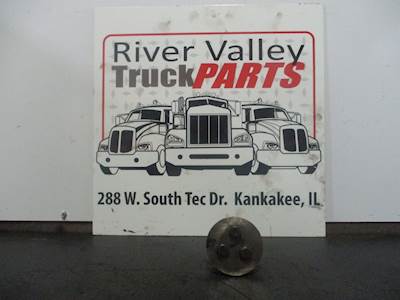 River Valley
TruckPARTS
288 W. South Tec Dr. Kankakee, IL